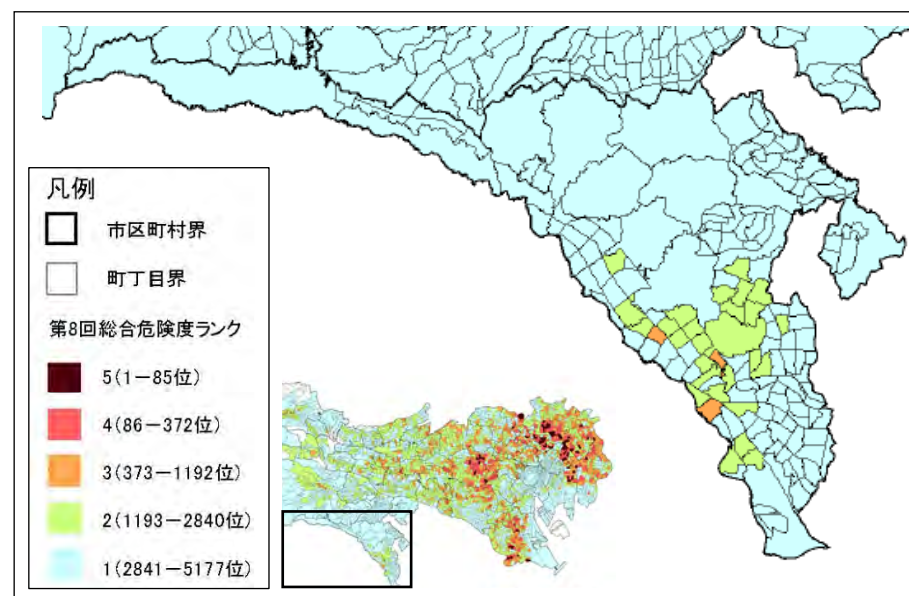 凡例
市区町村界
町丁目界
第8回総合危険度ランク
5(1－85位)
4(86－372位)
3(373－1192位)
2(1193－2840位)
1(2841－5177位)